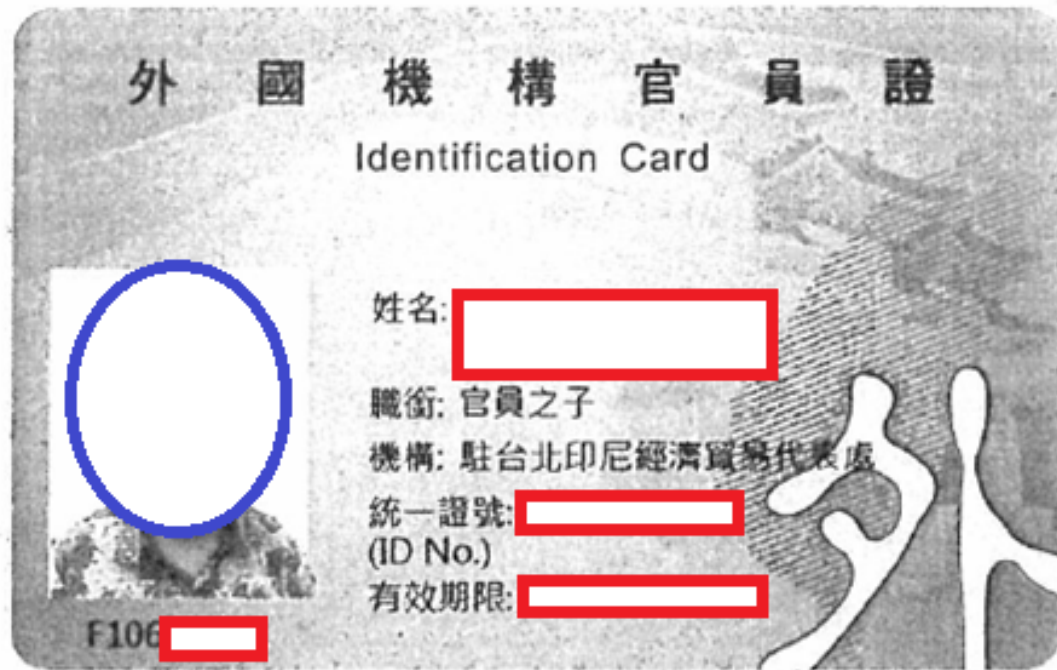 外國機構官員證
Identification Card
姓名:
職銜: 官員之子
機構: 駐台北印尼經濟貿易代表處
統一證號:
(ID No.)
有效期限:
F106
外